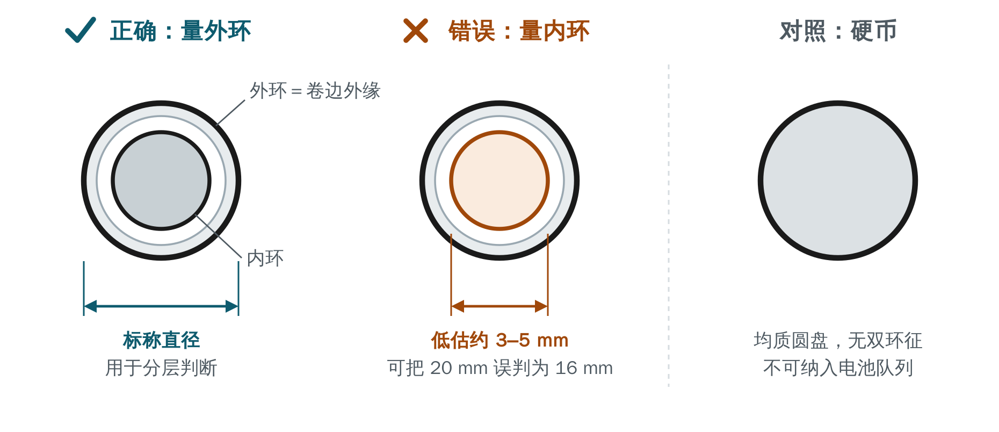 正确：量外环
外环＝卷边外缘
内环
标称直径
用于分层判断
错误：量内环
低估约 3–5 mm
可把 20 mm 误判为 16 mm
对照：硬币
均质圆盘，无双环征
不可纳入电池队列